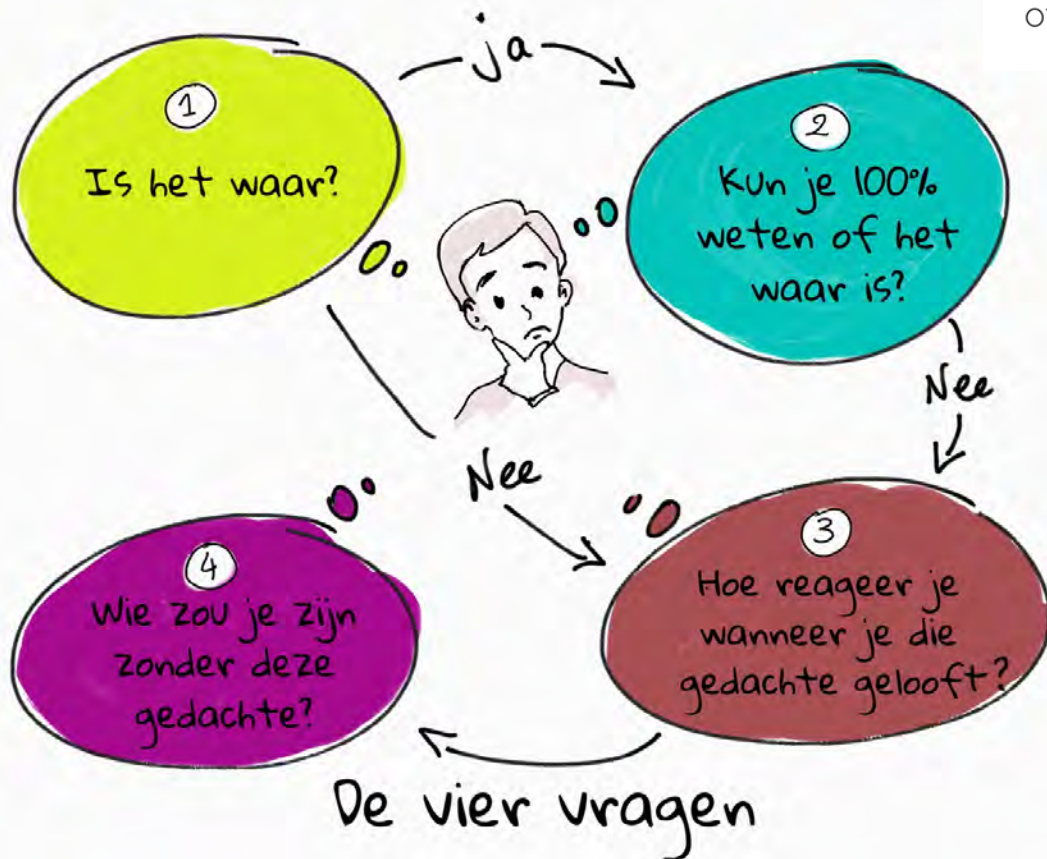 ja
1
Is het waar?
2
Kun je 100%
weten of het
waar is?
Nee
Nee
3
Hoe reageer je
wanneer je die
gedachte gelooft?
4
Wie zou je zijn
zonder deze
gedachte?
De vier vragen